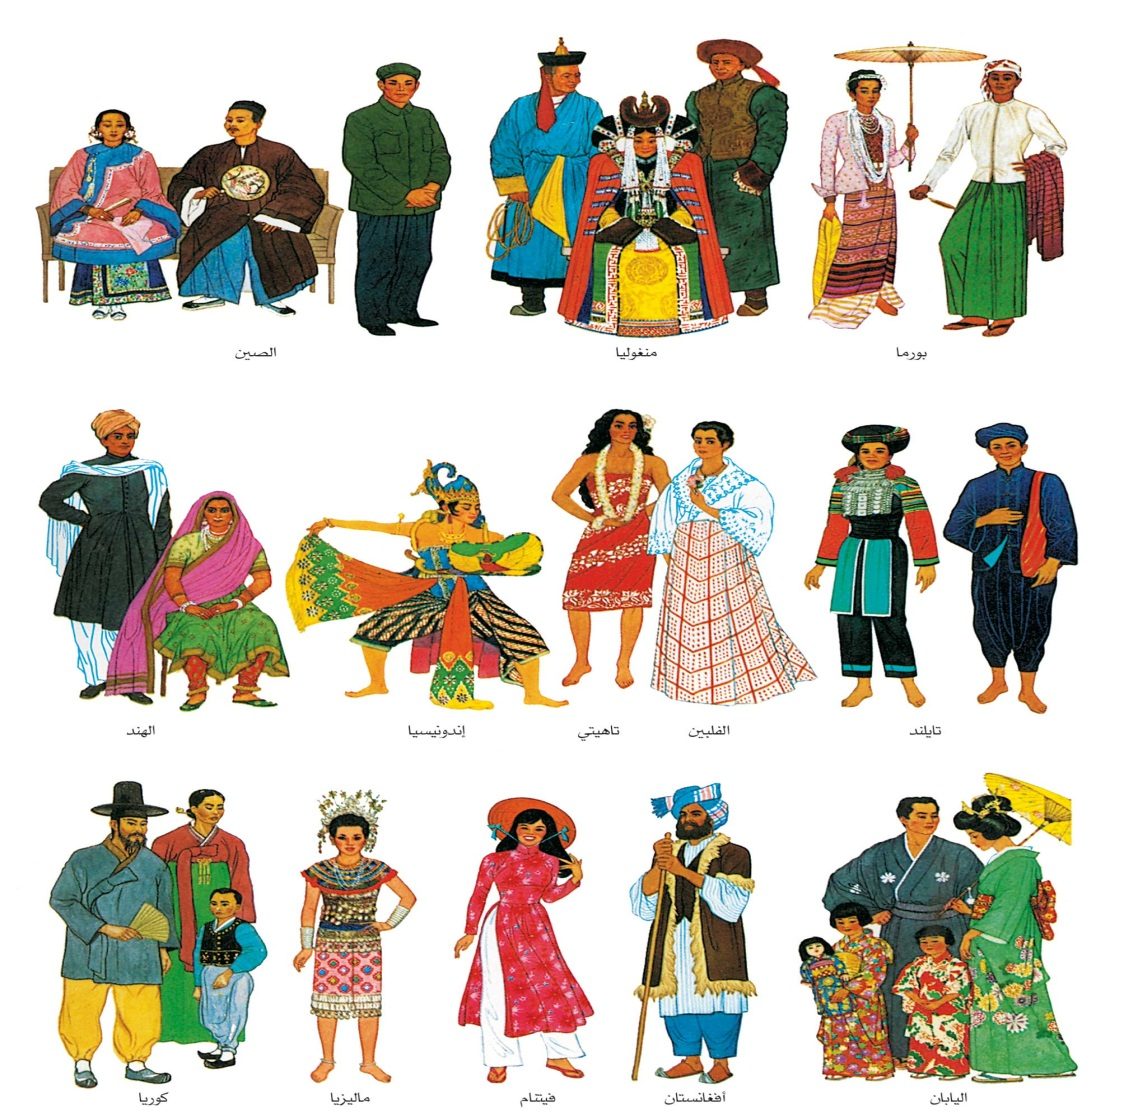 بورما
منغوليا
الصين
تايلند
الفلبين
تاهيتي
إندونيسيا
الهند
اليابان
أفغانستان
فيتنام
ماليزيا
كوريا